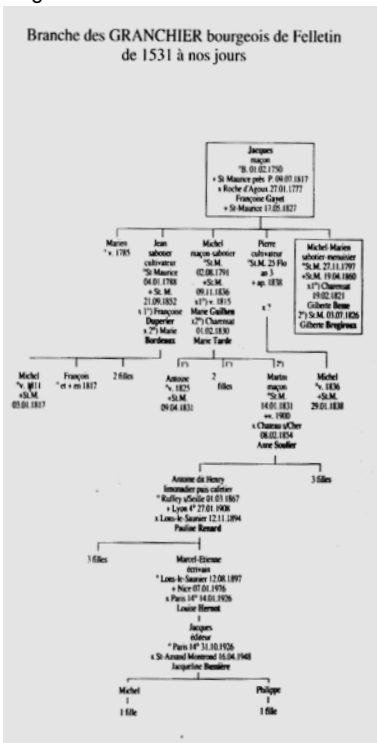 Branche des GRANCHIER bourgeois de Felletin
de 1531 à nos jours
Jacques
maçon
°B. 01.02.1750
+ St Maurice près P. 09.07.1817
x Roche d'Agoux 27.01.1777
Françoise Gayet
+ St-Maurice 17.05.1827
Marien
° v. 1785
Jean
sabotier
cultivateur
°St Maurice
04.01.1788
+ St. M.
21.09.1852
x 1°) Françoise
Duperier
x 2°) Marie
Bordeaux
Michel
maçon-sabotier
°St.M.
02.08.1791
+St.M.
09.11.1836
x1°) v. 1815
Marie Guilhen
x2°) Charensat
01.02.1830
Marie Tarde
Pierre
cultivateur
°St.M. 25 Flo
an 3
+ ap. 1838
x ?
Michel-Marien
sabotier-menuisier
°St.M. 27.11.1797
+St.M. 19.04.1860
x1°) Charensat
19.02.1821
Gilberte Besse
2°) St.M. 03.07.1826
Gilberte Bogiroux
Michel
°v. 1811
+St.M.
03.01.1817
François
° et + en 1817
2 filles
(1°)
(1°)
2°)
Antoine
°v. 1825
+St.M.
09.04.1831
2
filles
Martin
maçon
°St.M.
14.01.1831
+v. 1900
x Chateau s/Cher
08.02.1854
Anne Soulier
Michel
°v. 1836
+St.M.
29.01.1838
Antoine dit Henry
limonadier puis cafetier
° Ruffey s/Seille 01.03.1867
+ Lyon 4° 27.01.1908
x Lons-le-Saunier 12.11.1894
Pauline Renard
3 filles
3 filles
Marcel-Etienne
écrivain
° Lons-le-Saunier 12.08.1897
+ Nice 07.01.1976
x Paris 14° 14.01.1926
Louise Hernot
Jacques
éditeur
° Paris 14° 31.10.1926
x St-Amand Montrond 16.04.1948
Jacqueline Bussière
Michel
1 fille
Philippe
1 fille